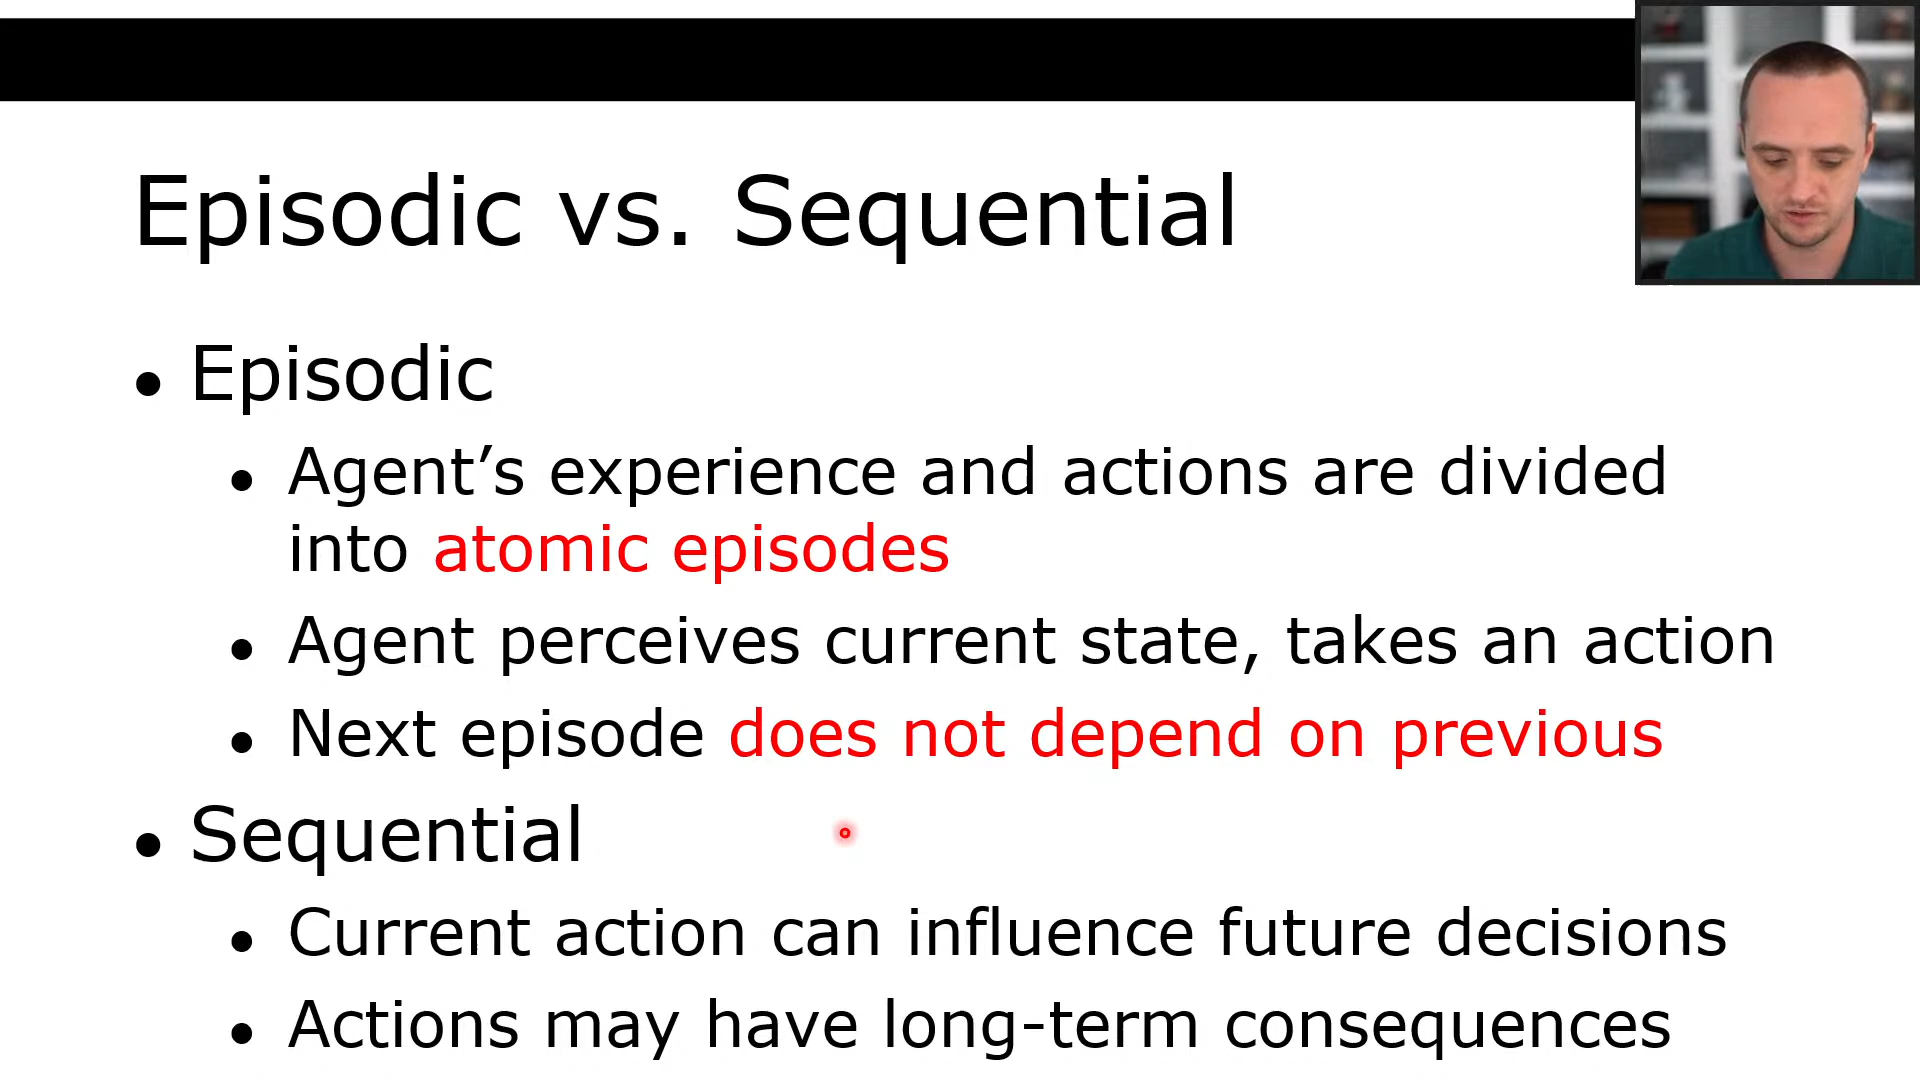 Episodic vs. Sequential
• Episodic
• Agent’s experience and actions are divided
into atomic episodes
• Agent perceives current state, takes an action
• Next episode does not depend on previous
• Sequential
• Current action can influence future decisions
• Actions may have long-term consequences